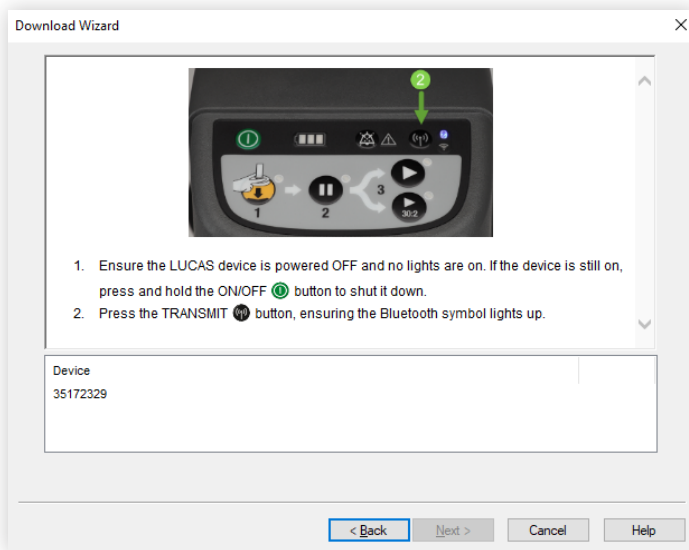 Download Wizard
2
1
2
3
30:2
1. Ensure the LUCAS device is powered OFF and no lights are on. If the device is still on,
press and hold the ON/OFF button to shut it down.
2. Press the TRANSMIT button, ensuring the Bluetooth symbol lights up.
Device
35172329
< Back
Next >
Cancel
Help